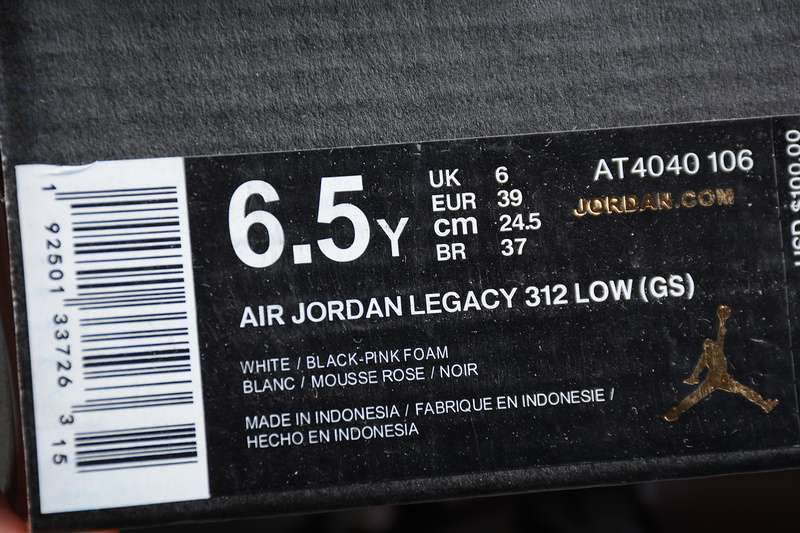 1 92501 33726 3 15
6.5Y
UK 6
EUR 39
cm 24.5
BR 37
AT4040 106
JORDAN.COM
AIR JORDAN LEGACY 312 LOW (GS)
WHITE / BLACK-PINK FOAM
BLANC / MOUSSE ROSE / NOIR
MADE IN INDONESIA / FABRIQUE EN INDONESIE /
HECHO EN INDONESIA
USD $100.00